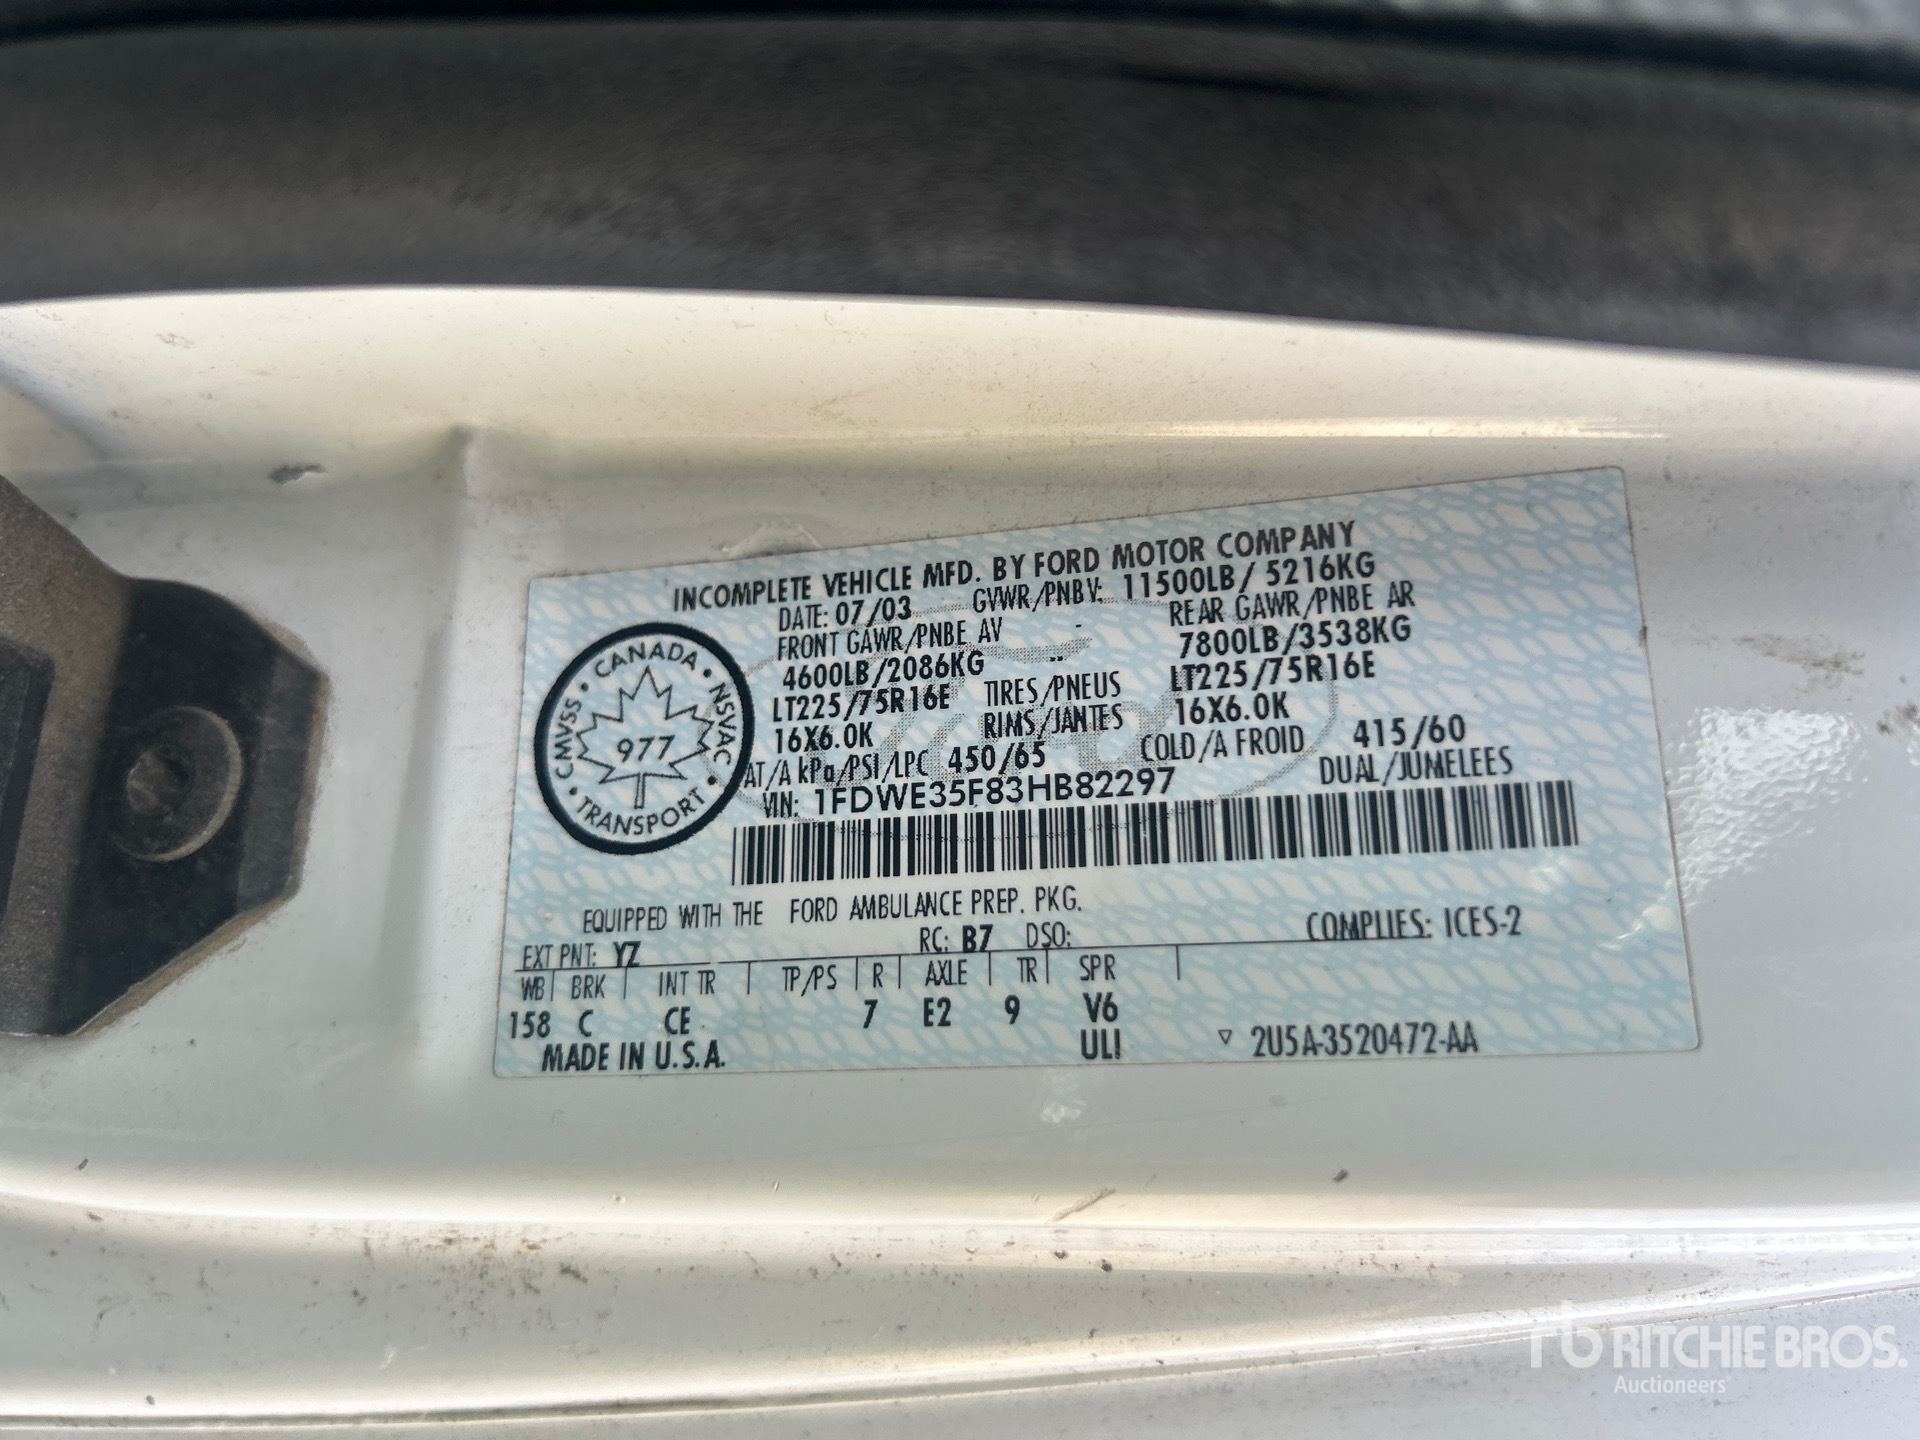 INCOMPLETE VEHICLE MFD. BY FORD MOTOR COMPANY
DATE: 07/03 GVWR/PNBV: 11500LB/ 5216KG
FRONT GAWR/PNBE AV REAR GAWR/PNBE AR
4600LB/2086KG 7800LB/3538KG
LT225/75R16E TIRES/PNEUS LT225/75R16E
16X6.0K RIMS/JANTES 16X6.0K
AT/A kPa/PSI/LPC 450/65 COLD/A FROID 415/60
VIN: 1FDWE35F83HB82297 DUAL/JUMELEES
CANADA • NSVAC • TRANSPORT • CMVSS •
977
EQUIPPED WITH THE FORD AMBULANCE PREP. PKG.
COMPLIES: ICES-2
EXT PNT: YZ RC: B7 DSO:
WB BRK INT TR TP/PS R AXLE TR SPR
158 C CE 7 E2 9 V6
MADE IN U.S.A. ULI ▿ 2U5A-3520472-AA
rb RITCHIE BROS.
Auctioneers